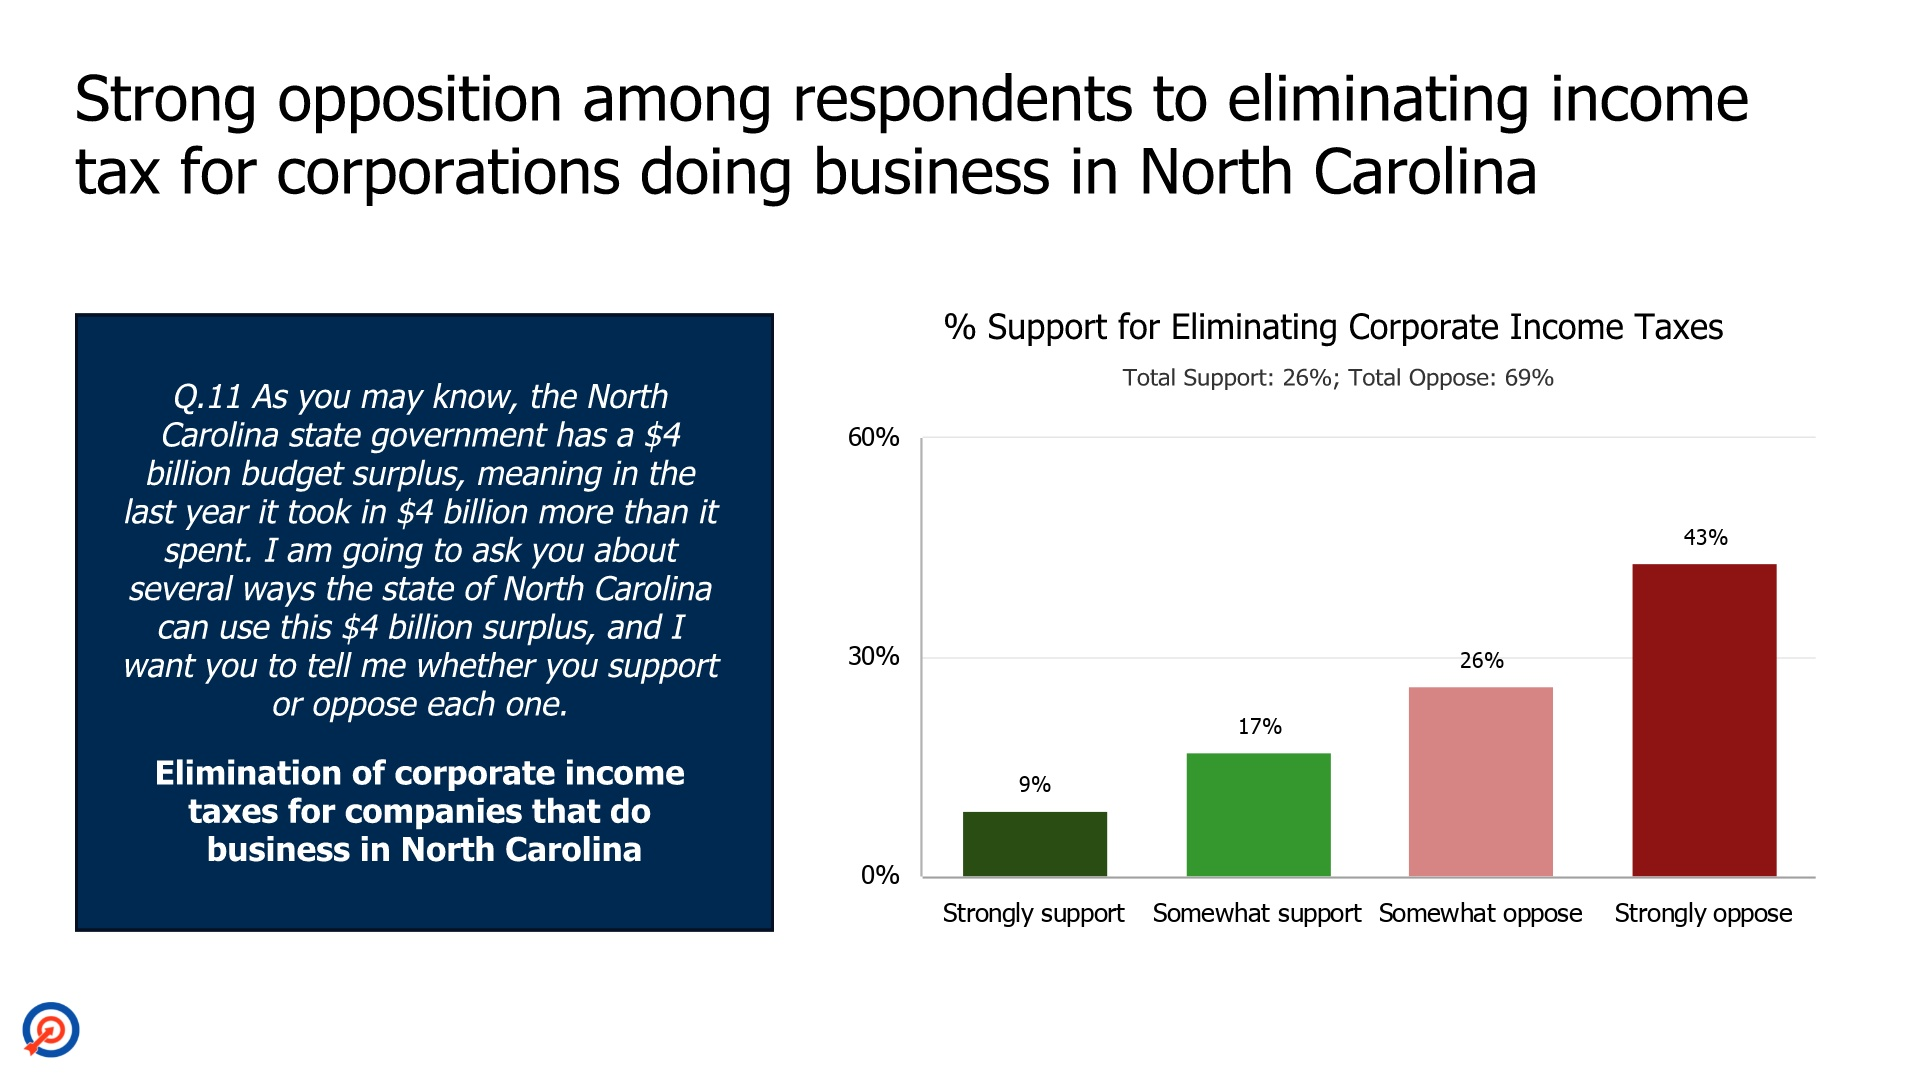 Strong opposition among respondents to eliminating income
tax for corporations doing business in North Carolina
Q.11 As you may know, the North
Carolina state government has a $4
billion budget surplus, meaning in the
last year it took in $4 billion more than it
spent. I am going to ask you about
several ways the state of North Carolina
can use this $4 billion surplus, and I
want you to tell me whether you support
or oppose each one.
Elimination of corporate income
taxes for companies that do
business in North Carolina
% Support for Eliminating Corporate Income Taxes
Total Support: 26%; Total Oppose: 69%
60%
30%
0%
9%
17%
26%
43%
Strongly support
Somewhat support
Somewhat oppose
Strongly oppose